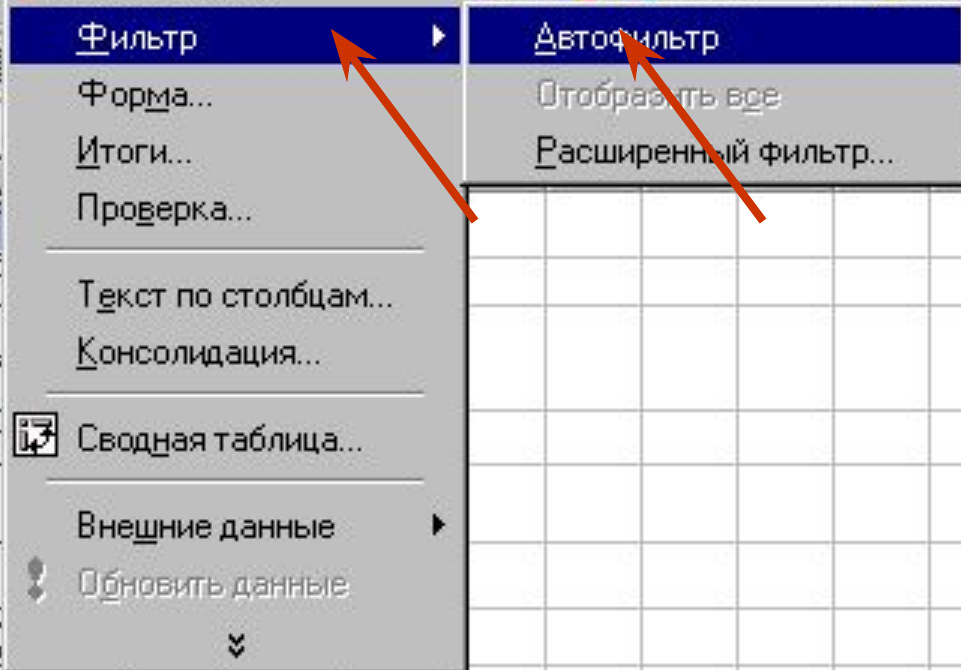 Фильтр
Автофильтр
Форма...
Отобразить все
Итоги...
Расширенный фильтр...
Проверка...
Текст по столбцам...
Консолидация...
Сводная таблица...
Внешние данные
Обновить данные